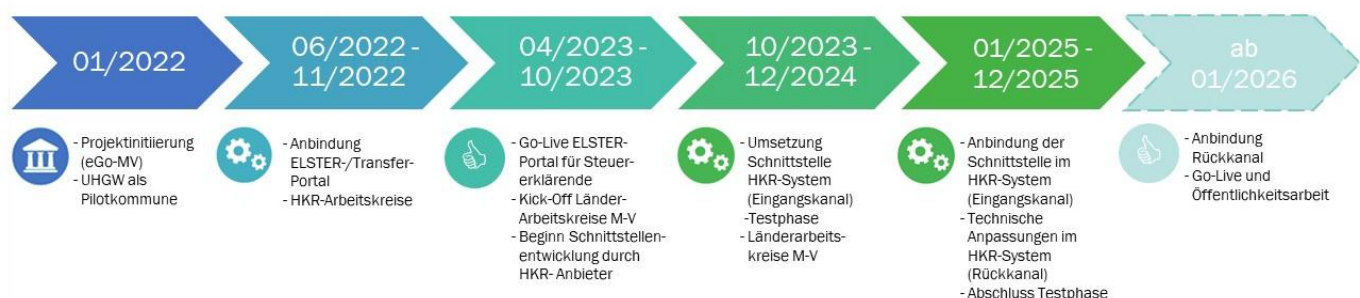 01/2022
- Projektinitiierung
(eGo-MV)
- UHGW als
Pilotkommune
06/2022 -
11/2022
- Anbindung
ELSTER-/Transfer-
Portal
- HKR-Arbeitskreise
04/2023 -
10/2023
- Go-Live ELSTER-
Portal für Steuer-
erklärende
- Kick-Off Länder-
Arbeitskreise M-V
- Beginn Schnittstellen-
entwicklung durch
HKR- Anbieter
10/2023 -
12/2024
- Umsetzung
Schnittstelle
HKR-System
(Eingangskanal)
-Testphase
- Länderarbeits-
kreise M-V
01/2025 -
12/2025
- Anbindung der
Schnittstelle im
HKR-System
(Eingangskanal)
- Technische
Anpassungen im
HKR-System
(Rückkanal)
- Abschluss Testphase
ab
01/2026
- Anbindung
Rückkanal
- Go-Live und
Öffentlichkeitsarbeit